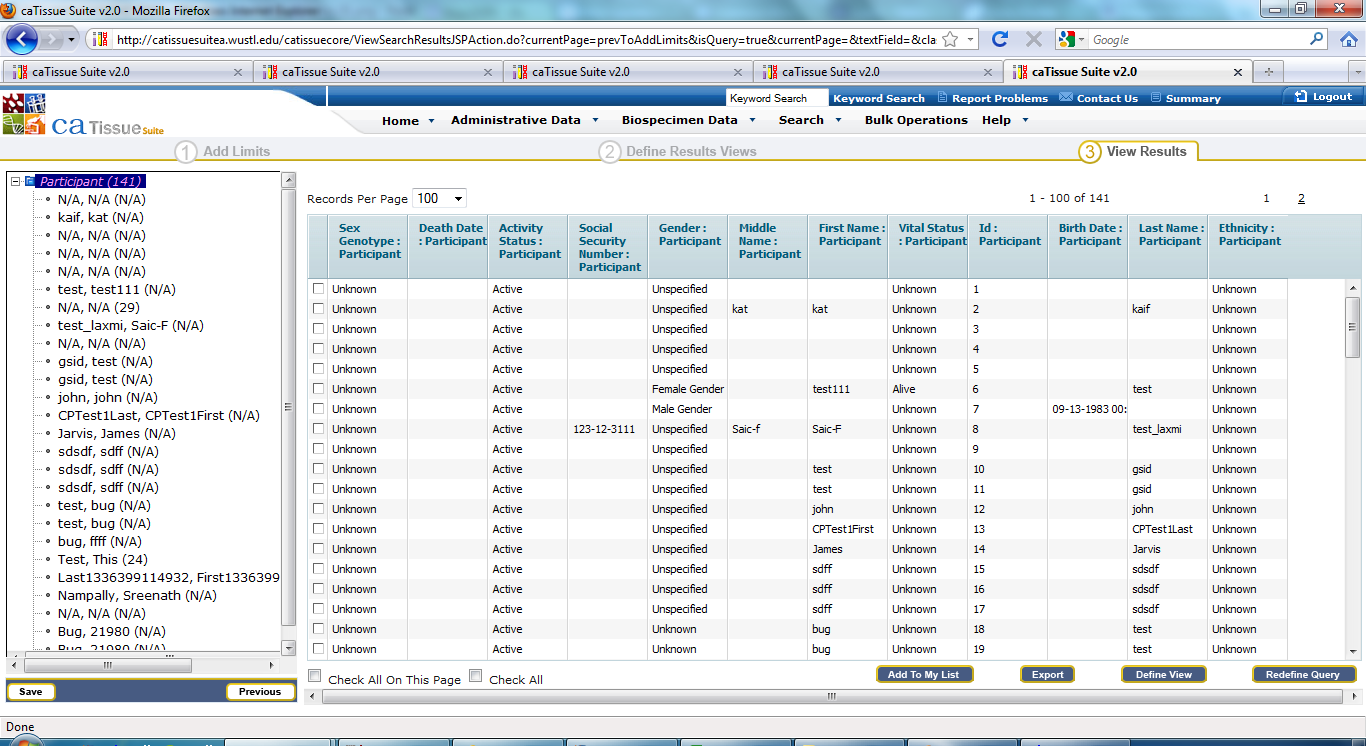 caTissue Suite v2.0 - Mozilla Firefox
http://catissuesuitea.wustl.edu/catissuecore/ViewSearchResultsJSPAction.do?currentPage=prevToAddLimits&isQuery=true&currentPage=&textField=&cla
Google
caTissue Suite v2.0 caTissue Suite v2.0 caTissue Suite v2.0 caTissue Suite v2.0 caTissue Suite v2.0
Keyword Search Keyword Search Report Problems Contact Us Summary Logout
ca Tissue Suite
Home Administrative Data Biospecimen Data Search Bulk Operations Help
1 Add Limits 2 Define Results Views 3 View Results
Participant (141)
N/A, N/A (N/A)
kaif, kat (N/A)
N/A, N/A (N/A)
N/A, N/A (N/A)
N/A, N/A (N/A)
test, test111 (N/A)
N/A, N/A (29)
test_laxmi, Saic-F (N/A)
N/A, N/A (N/A)
gsid, test (N/A)
gsid, test (N/A)
john, john (N/A)
CPTest1Last, CPTest1First (N/A)
Jarvis, James (N/A)
sdsdf, sdff (N/A)
sdsdf, sdff (N/A)
sdsdf, sdff (N/A)
test, bug (N/A)
test, bug (N/A)
bug, ffff (N/A)
Test, This (24)
Last1336399114932, First1336399
Nampally, Sreenath (N/A)
N/A, N/A (N/A)
Bug, 21980 (N/A)
Bug, 21980 (N/A)
Save Previous
Records Per Page 100 1 - 100 of 141 1 2
Sex Genotype : Participant Death Date : Participant Activity Status : Participant Social Security Number : Participant Gender : Participant Middle Name : Participant First Name : Participant Vital Status : Participant Id : Participant Birth Date : Participant Last Name : Participant Ethnicity : Participant
Unknown Active Unspecified Unknown 1 Unknown
Unknown Active Unspecified kat kat Unknown 2 kaif Unknown
Unknown Active Unspecified Unknown 3 Unknown
Unknown Active Unspecified Unknown 4 Unknown
Unknown Active Unspecified Unknown 5 Unknown
Unknown Active Female Gender test111 Alive 6 test Unknown
Unknown Active Male Gender Unknown 7 09-13-1983 00: Unknown
Unknown Active 123-12-3111 Unspecified Saic-f Saic-F Unknown 8 test_laxmi Unknown
Unknown Active Unspecified Unknown 9 Unknown
Unknown Active Unspecified test Unknown 10 gsid Unknown
Unknown Active Unspecified test Unknown 11 gsid Unknown
Unknown Active Unspecified john Unknown 12 john Unknown
Unknown Active Unspecified CPTest1First Unknown 13 CPTest1Last Unknown
Unknown Active Unspecified James Unknown 14 Jarvis Unknown
Unknown Active Unspecified sdff Unknown 15 sdsdf Unknown
Unknown Active Unspecified sdff Unknown 16 sdsdf Unknown
Unknown Active Unspecified sdff Unknown 17 sdsdf Unknown
Unknown Active Unknown bug Unknown 18 test Unknown
Unknown Active Unknown bug Unknown 19 test Unknown
Check All On This Page Check All Add To My List Export Define View Redefine Query
Done